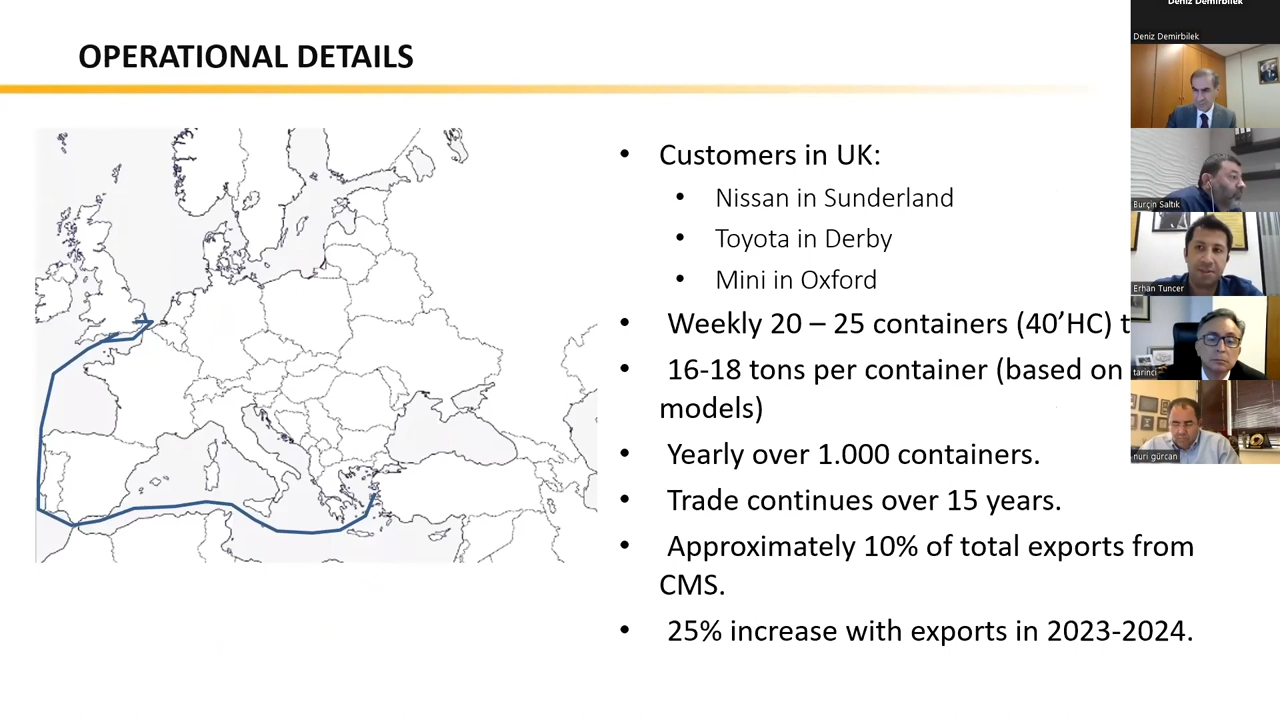 OPERATIONAL DETAILS
• Customers in UK:
• Nissan in Sunderland
• Toyota in Derby
• Mini in Oxford
• Weekly 20 – 25 containers (40’HC)
• 16-18 tons per container (based on
models)
• Yearly over 1.000 containers.
• Trade continues over 15 years.
• Approximately 10% of total exports from
CMS.
• 25% increase with exports in 2023-2024.
Deniz Demirbilek
Deniz Demirbilek
Burçin Saltık
Erhan Tuncer
tarinci
nuri gürcan